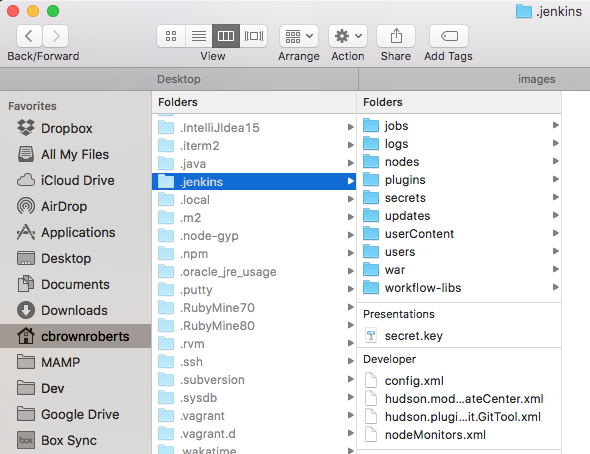 .jenkins
Back/Forward
View
Arrange
Action
Share
Add Tags
Desktop
images
Favorites
Dropbox
All My Files
iCloud Drive
AirDrop
Applications
Desktop
Documents
Downloads
cbrownroberts
MAMP
Dev
Google Drive
box
Box Sync
Folders
.IntelliJIdea15
.iterm2
.java
.jenkins
.local
.m2
.node-gyp
.npm
.oracle_jre_usage
.putty
.RubyMine70
.RubyMine80
.rvm
.ssh
.subversion
.sysdb
.vagrant
.vagrant.d
.wakatime
Folders
jobs
logs
nodes
plugins
secrets
updates
userContent
users
war
workflow-libs
Presentations
secret.key
Developer
config.xml
hudson.mod...ateCenter.xml
hudson.plugi...it.GitTool.xml
nodeMonitors.xml